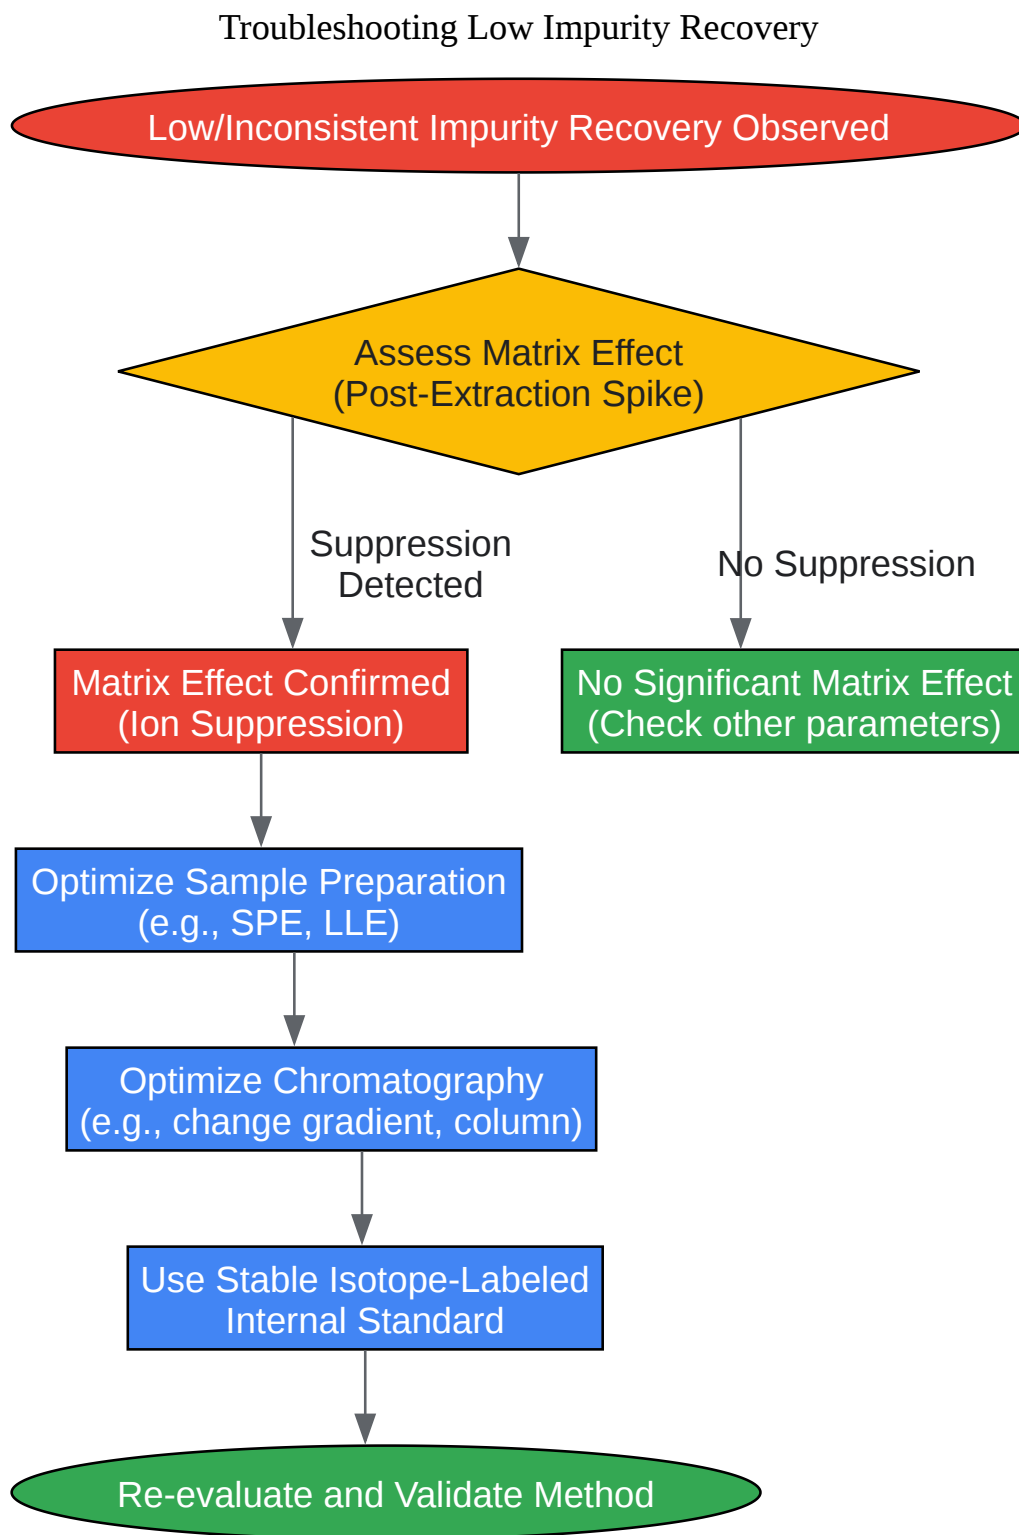 Troubleshooting Low Impurity Recovery
Low/Inconsistent Impurity Recovery Observed
Assess Matrix Effect
(Post-Extraction Spike)
Suppression
Detected
No Suppression
Matrix Effect Confirmed
(Ion Suppression)
No Significant Matrix Effect
(Check other parameters)
Optimize Sample Preparation
(e.g., SPE, LLE)
Optimize Chromatography
(e.g., change gradient, column)
Use Stable Isotope-Labeled
Internal Standard
Re-evaluate and Validate Method